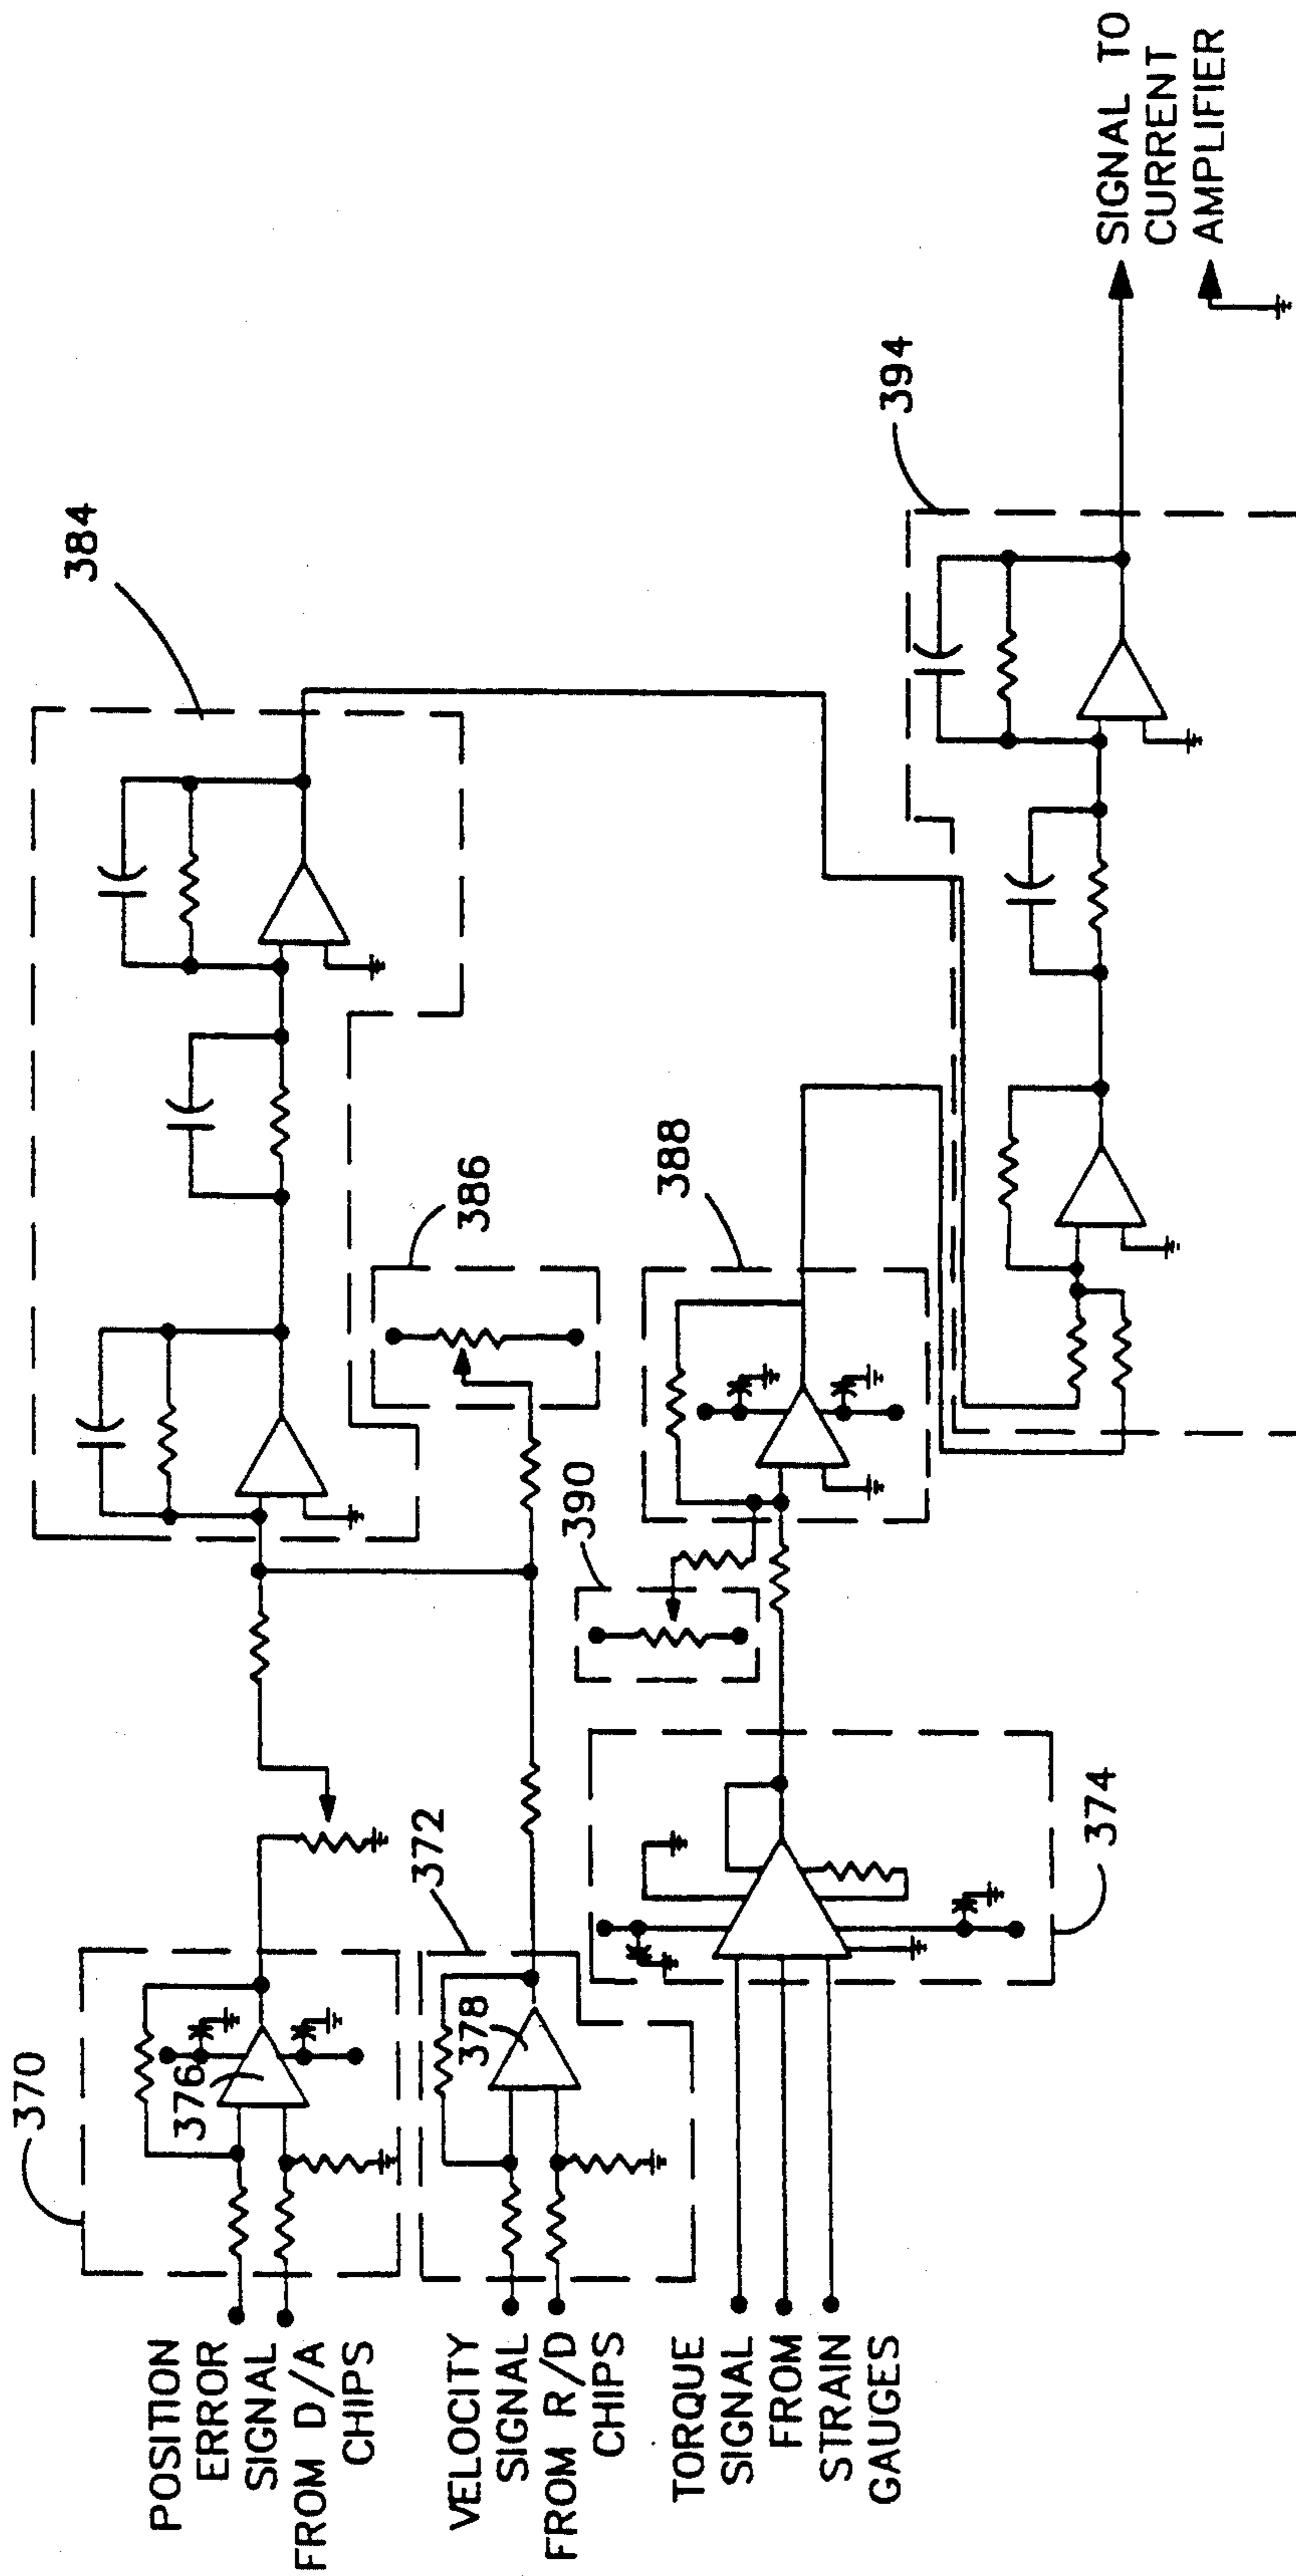 POSITION
ERROR
SIGNAL
FROM D/A
CHIPS
VELOCITY
SIGNAL
FROM R/D
CHIPS
TORQUE
SIGNAL
FROM
STRAIN
GAUGES
370
376
372
378
374
384
386
390
388
394
SIGNAL TO
CURRENT
AMPLIFIER